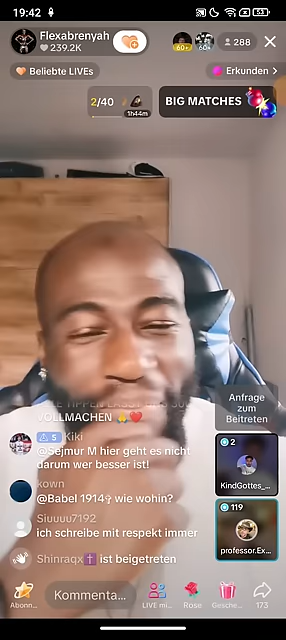 19:42
53
Flexabrenyah
239.2K
60+
60+
288
Beliebte LIVEs
Erkunden
2/40
1h44m
BIG MATCHES
VOLLMACHEN 🙏❤️
5 Kiki
@Sejmur M hier geht es nicht
darum wer besser ist!
kown
@Babel 1914✞ wie wohin?
Siuuuu7192
ich schreibe mit respekt immer
Shinraqx✝️ ist beigetreten
Anfrage
zum
Beitreten
2
KindGottes_...
119
professor.Ex...
Abonn...
Kommenta...
LIVE mi...
Rose
Gesche...
173